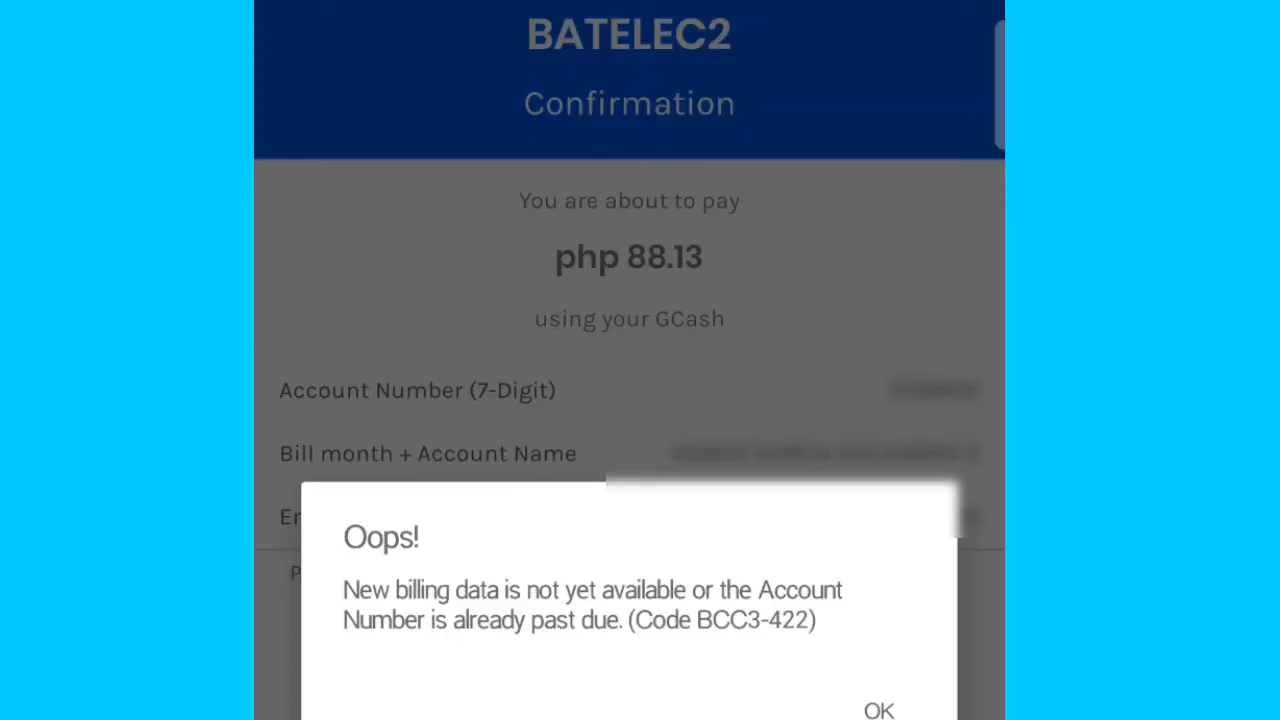 BATELEC2
Confirmation
You are about to pay
php 88.13
using your GCash
Account Number (7-Digit)
Bill month + Account Name
Oops!
New billing data is not yet available or the Account
Number is already past due. (Code BCC3-422)
OK